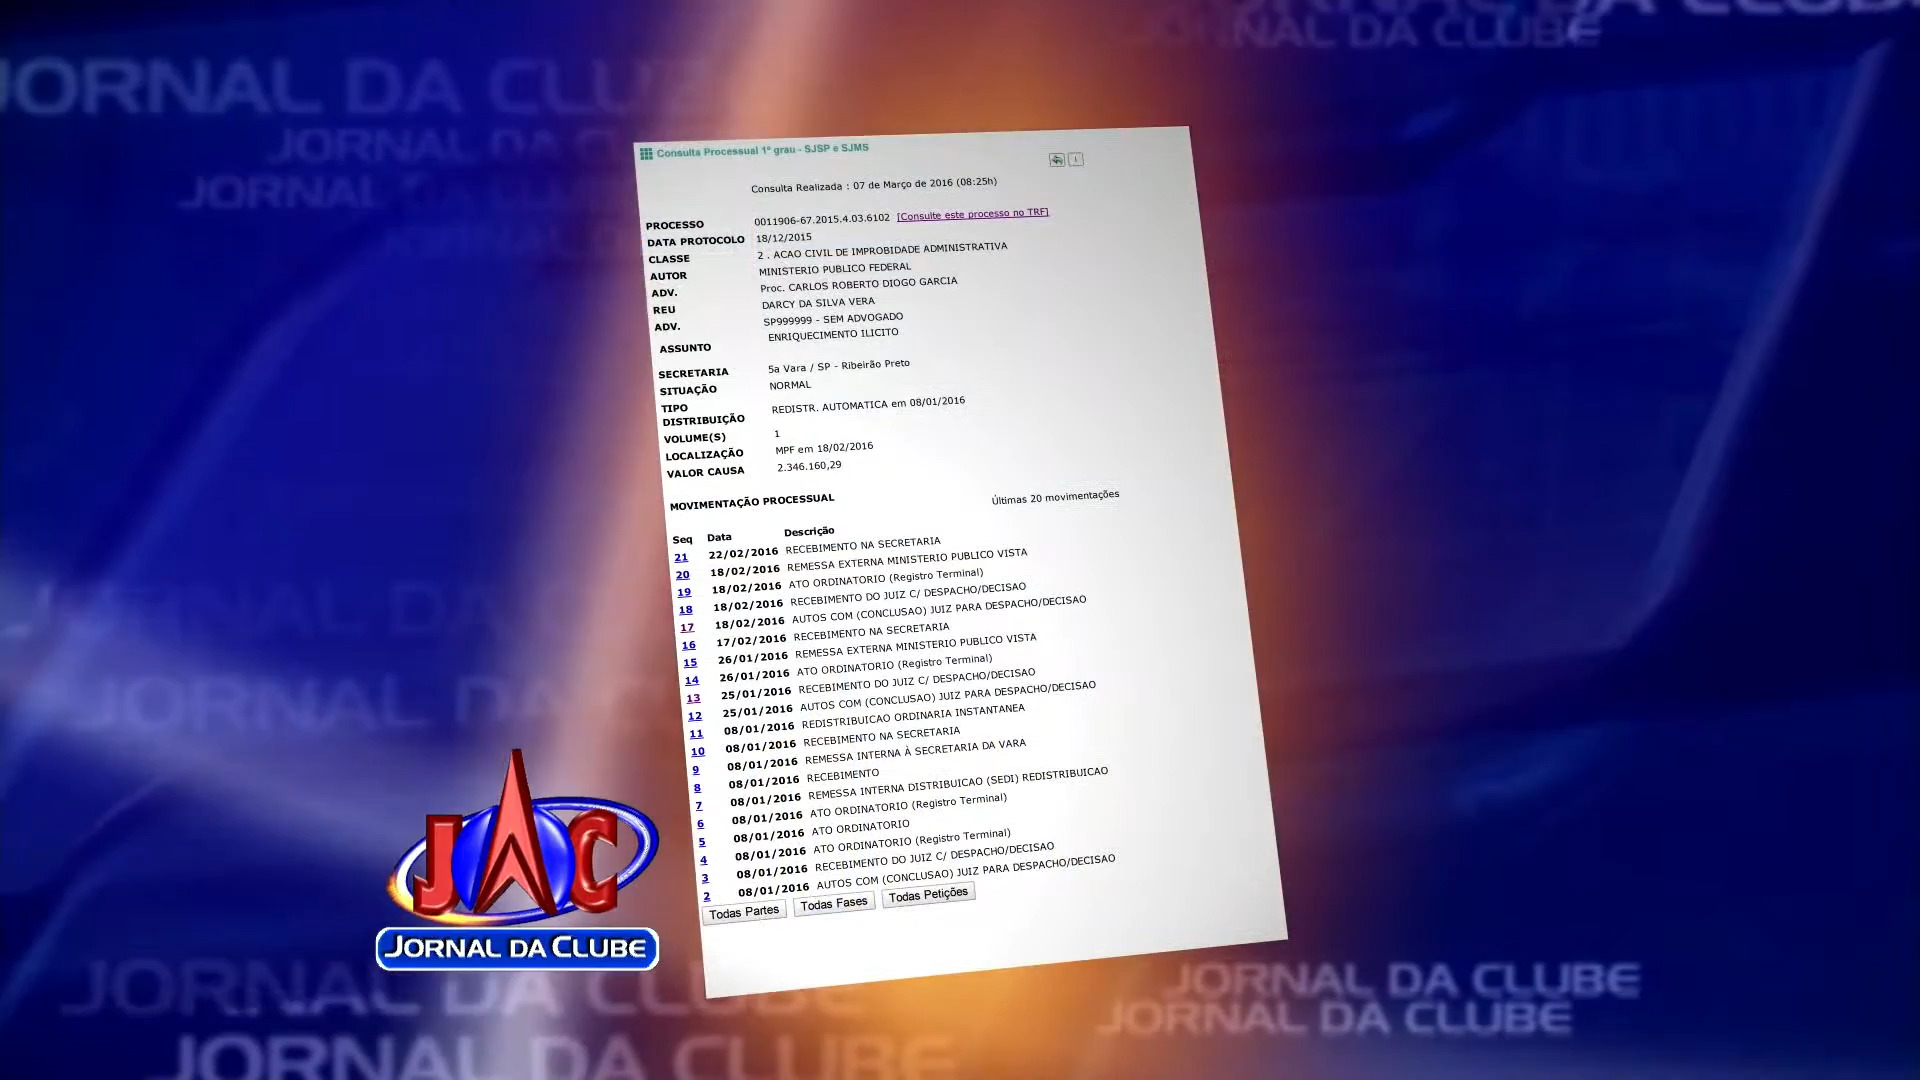 JORNAL DA CLUBE
JORNAL DA CLUBE
JORNAL DA CLUBE
JORNAL DA C
JORNAL DA CLUBE
Consulta Processual 1º grau - SJSP e SJMS
Consulta Realizada : 07 de Março de 2016 (08:25h)
PROCESSO 0011906-67.2015.4.03.6102 [Consulte este processo no TRF]
DATA PROTOCOLO 18/12/2015
CLASSE 2 . ACAO CIVIL DE IMPROBIDADE ADMINISTRATIVA
AUTOR MINISTERIO PUBLICO FEDERAL
ADV. Proc. CARLOS ROBERTO DIOGO GARCIA
REU DARCY DA SILVA VERA
ADV. SP999999 - SEM ADVOGADO
ASSUNTO ENRIQUECIMENTO ILICITO
SECRETARIA 5a Vara / SP - Ribeirão Preto
SITUAÇÃO NORMAL
TIPO
DISTRIBUIÇÃO REDISTR. AUTOMATICA em 08/01/2016
VOLUME(S) 1
LOCALIZAÇÃO MPF em 18/02/2016
VALOR CAUSA 2.346.160,29
MOVIMENTAÇÃO PROCESSUAL Últimas 20 movimentações
Seq Data Descrição
21 22/02/2016 RECEBIMENTO NA SECRETARIA
20 18/02/2016 REMESSA EXTERNA MINISTERIO PUBLICO VISTA
19 18/02/2016 ATO ORDINATORIO (Registro Terminal)
18 18/02/2016 RECEBIMENTO DO JUIZ C/ DESPACHO/DECISAO
17 18/02/2016 AUTOS COM (CONCLUSAO) JUIZ PARA DESPACHO/DECISAO
16 17/02/2016 RECEBIMENTO NA SECRETARIA
15 26/01/2016 REMESSA EXTERNA MINISTERIO PUBLICO VISTA
14 26/01/2016 ATO ORDINATORIO (Registro Terminal)
13 25/01/2016 RECEBIMENTO DO JUIZ C/ DESPACHO/DECISAO
12 25/01/2016 AUTOS COM (CONCLUSAO) JUIZ PARA DESPACHO/DECISAO
11 08/01/2016 REDISTRIBUICAO ORDINARIA INSTANTANEA
10 08/01/2016 RECEBIMENTO NA SECRETARIA
9 08/01/2016 REMESSA INTERNA À SECRETARIA DA VARA
8 08/01/2016 RECEBIMENTO
7 08/01/2016 REMESSA INTERNA DISTRIBUICAO (SEDI) REDISTRIBUICAO
6 08/01/2016 ATO ORDINATORIO (Registro Terminal)
5 08/01/2016 ATO ORDINATORIO
4 08/01/2016 ATO ORDINATORIO (Registro Terminal)
3 08/01/2016 RECEBIMENTO DO JUIZ C/ DESPACHO/DECISAO
2 08/01/2016 AUTOS COM (CONCLUSAO) JUIZ PARA DESPACHO/DECISAO
Todas Partes Todas Fases Todas Petições
JAC
JORNAL DA CLUBE
JORNAL DA CLUBE
JORNAL DA CLUBE
JORNAL DA CLUBE
JORNAL DA CLUBE